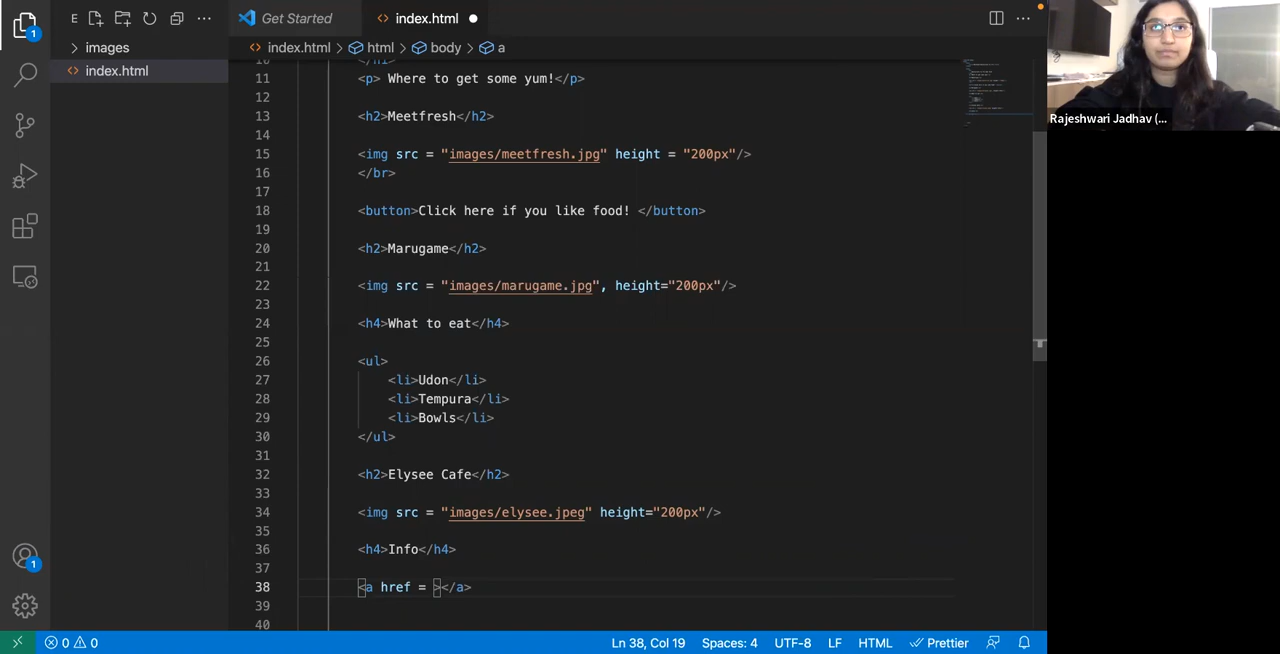 E
Get Started
index.html
images
index.html
1
index.html > html > body > a
10 </h1>
11 <p> Where to get some yum!</p>
12
13 <h2>Meetfresh</h2>
14
15 <img src = "images/meetfresh.jpg" height = "200px"/>
16 </br>
17
18 <button>Click here if you like food! </button>
19
20 <h2>Marugame</h2>
21
22 <img src = "images/marugame.jpg", height="200px"/>
23
24 <h4>What to eat</h4>
25
26 <ul>
27 <li>Udon</li>
28 <li>Tempura</li>
29 <li>Bowls</li>
30 </ul>
31
32 <h2>Elysee Cafe</h2>
33
34 <img src = "images/elysee.jpeg" height="200px"/>
35
36 <h4>Info</h4>
37
38 <a href = ></a>
39
40
1
0 0
Ln 38, Col 19
Spaces: 4
UTF-8
LF
HTML
Prettier
Rajeshwari Jadhav (...